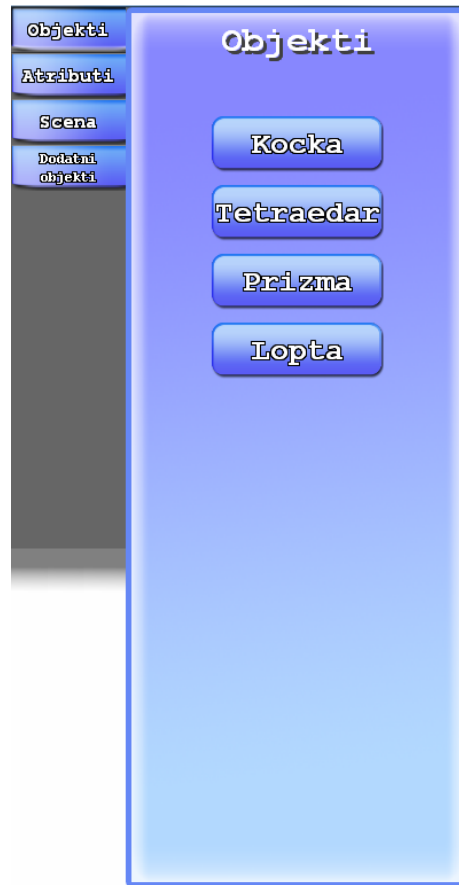 Objekti
Atributi
Scena
Dodatni
objekti
Objekti
Kocka
Tetraedar
Prizma
Lopta